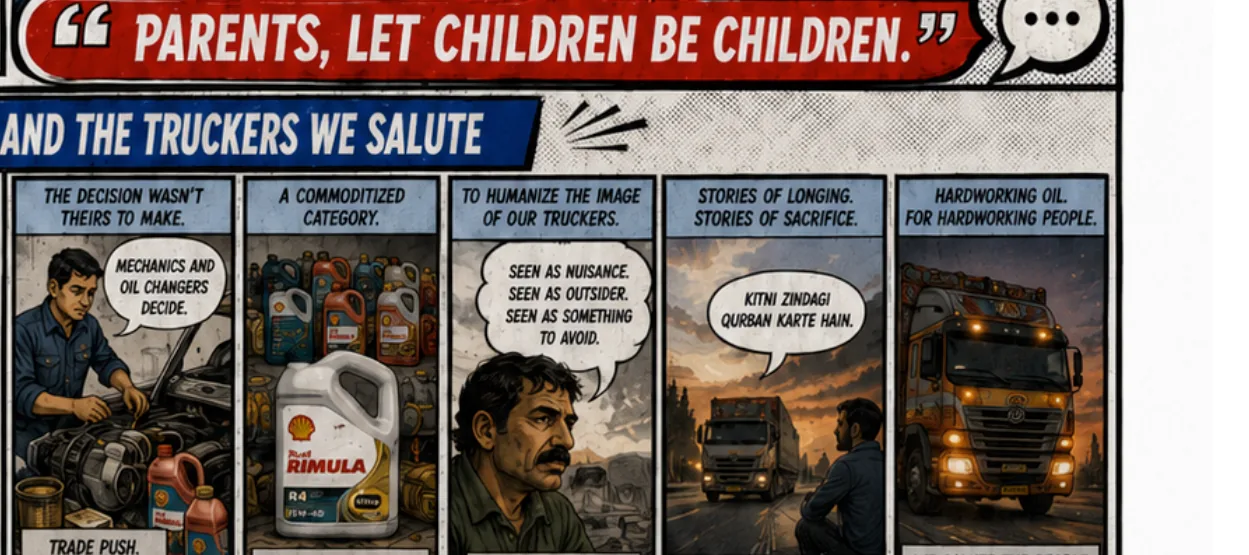 “PARENTS, LET CHILDREN BE CHILDREN.”
AND THE TRUCKERS WE SALUTE
THE DECISION WASN'T
THEIRS TO MAKE.
MECHANICS AND
OIL CHANGERS
DECIDE.
TRADE PUSH.
A COMMODITIZED
CATEGORY.
RIMULA
R4
TO HUMANIZE THE IMAGE
OF OUR TRUCKERS.
SEEN AS NUISANCE.
SEEN AS OUTSIDER.
SEEN AS SOMETHING
TO AVOID.
STORIES OF LONGING.
STORIES OF SACRIFICE.
KITNI ZINDAGI
QURBAN KARTE HAIN.
HARDWORKING OIL.
FOR HARDWORKING PEOPLE.